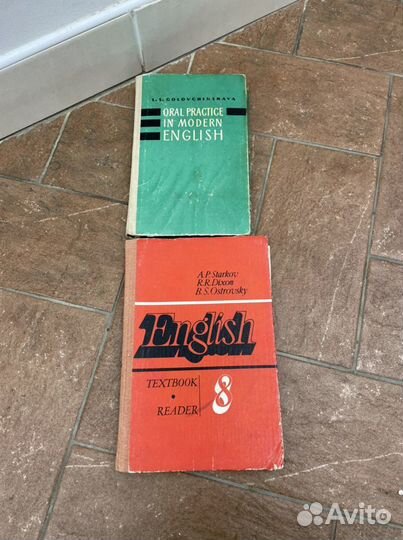 L. S. GOLOVCHINSKAYA
ORAL PRACTICE
IN MODERN
ENGLISH
A.P. Starkov
R.R. Dixon
B.S. Ostrovsky
English
TEXTBOOK
•
READER
8
Avito